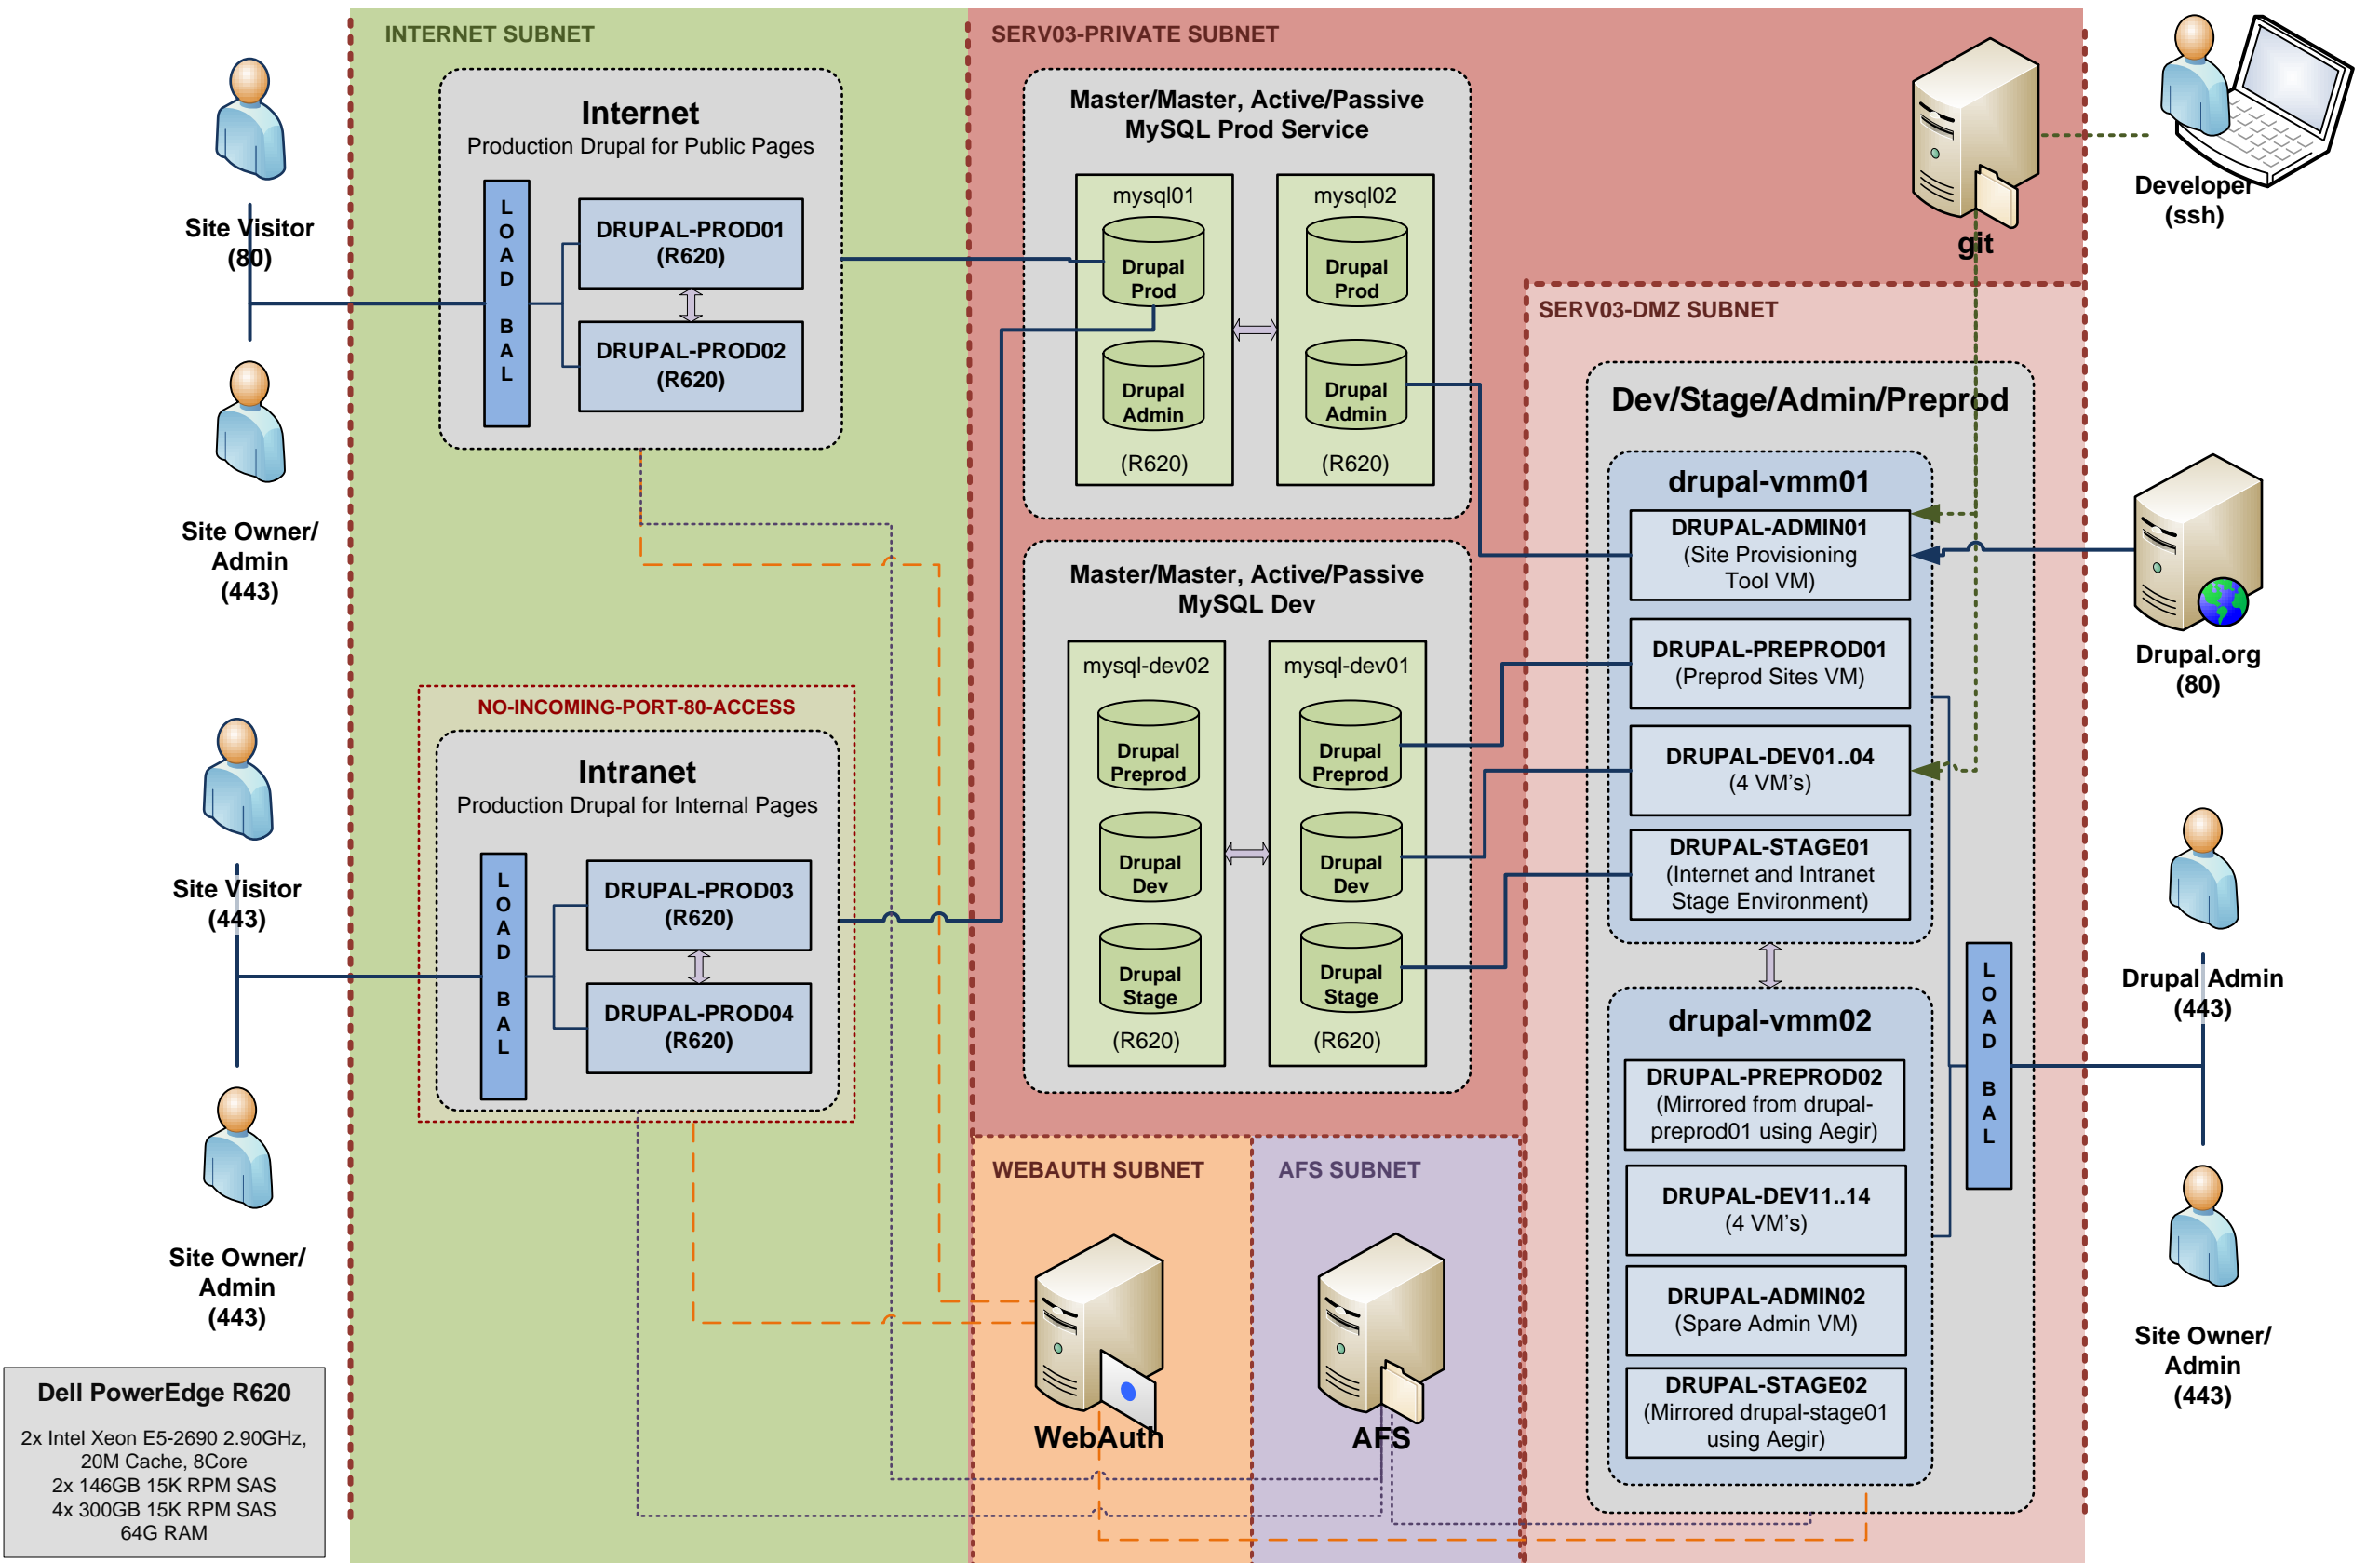 INTERNET SUBNET
SERV03-PRIVATE SUBNET
Site Visitor
(80)
Site Owner/
Admin
(443)
Internet
Production Drupal for Public Pages
L
O
A
D
B
A
L
DRUPAL-PROD01
(R620)
DRUPAL-PROD02
(R620)
Master/Master, Active/Passive
MySQL Prod Service
mysql01
Drupal
Prod
Drupal
Admin
(R620)
mysql02
Drupal
Prod
Drupal
Admin
(R620)
git
Developer
(ssh)
SERV03-DMZ SUBNET
Dev/Stage/Admin/Preprod
drupal-vmm01
DRUPAL-ADMIN01
(Site Provisioning
Tool VM)
DRUPAL-PREPROD01
(Preprod Sites VM)
DRUPAL-DEV01..04
(4 VM's)
DRUPAL-STAGE01
(Internet and Intranet
Stage Environment)
Drupal.org
(80)
Master/Master, Active/Passive
MySQL Dev
mysql-dev02
Drupal
Preprod
Drupal
Dev
Drupal
Stage
(R620)
mysql-dev01
Drupal
Preprod
Drupal
Dev
Drupal
Stage
(R620)
Site Visitor
(443)
Site Owner/
Admin
(443)
NO-INCOMING-PORT-80-ACCESS
Intranet
Production Drupal for Internal Pages
L
O
A
D
B
A
L
DRUPAL-PROD03
(R620)
DRUPAL-PROD04
(R620)
drupal-vmm02
DRUPAL-PREPROD02
(Mirrored from drupal-
preprod01 using Aegir)
DRUPAL-DEV11..14
(4 VM's)
DRUPAL-ADMIN02
(Spare Admin VM)
DRUPAL-STAGE02
(Mirrored drupal-stage01
using Aegir)
L
O
A
D
B
A
L
Drupal Admin
(443)
Site Owner/
Admin
(443)
WEBAUTH SUBNET
WebAuth
AFS SUBNET
AFS
Dell PowerEdge R620
2x Intel Xeon E5-2690 2.90GHz,
20M Cache, 8Core
2x 146GB 15K RPM SAS
4x 300GB 15K RPM SAS
64G RAM